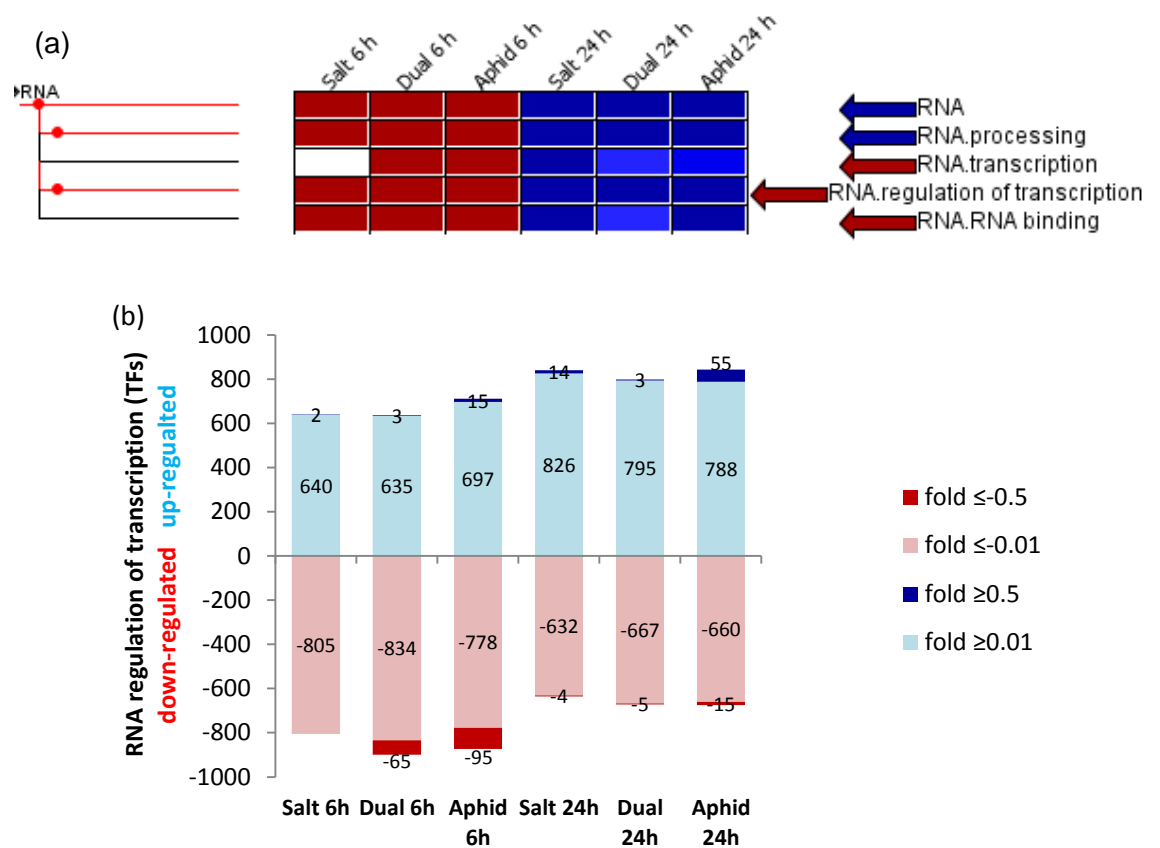 (a)
Salt 6 h
Dual 6 h
Aphid 6 h
Salt 24 h
Dual 24 h
Aphid 24 h
RNA
RNA
RNA.processing
RNA.transcription
RNA.regulation of transcription
RNA.RNA binding
(b)
RNA regulation of transcription (TFs)
down-regulated up-regualted
1000
800
600
400
200
0
-200
-400
-600
-800
-1000
2
3
15
14
3
55
640
635
697
826
795
788
-805
-834
-778
-632
-667
-660
-65
-95
-4
-5
-15
Salt 6h
Dual 6h
Aphid
6h
Salt 24h
Dual
24h
Aphid
24h
fold ≤-0.5
fold ≤-0.01
fold ≥0.5
fold ≥0.01